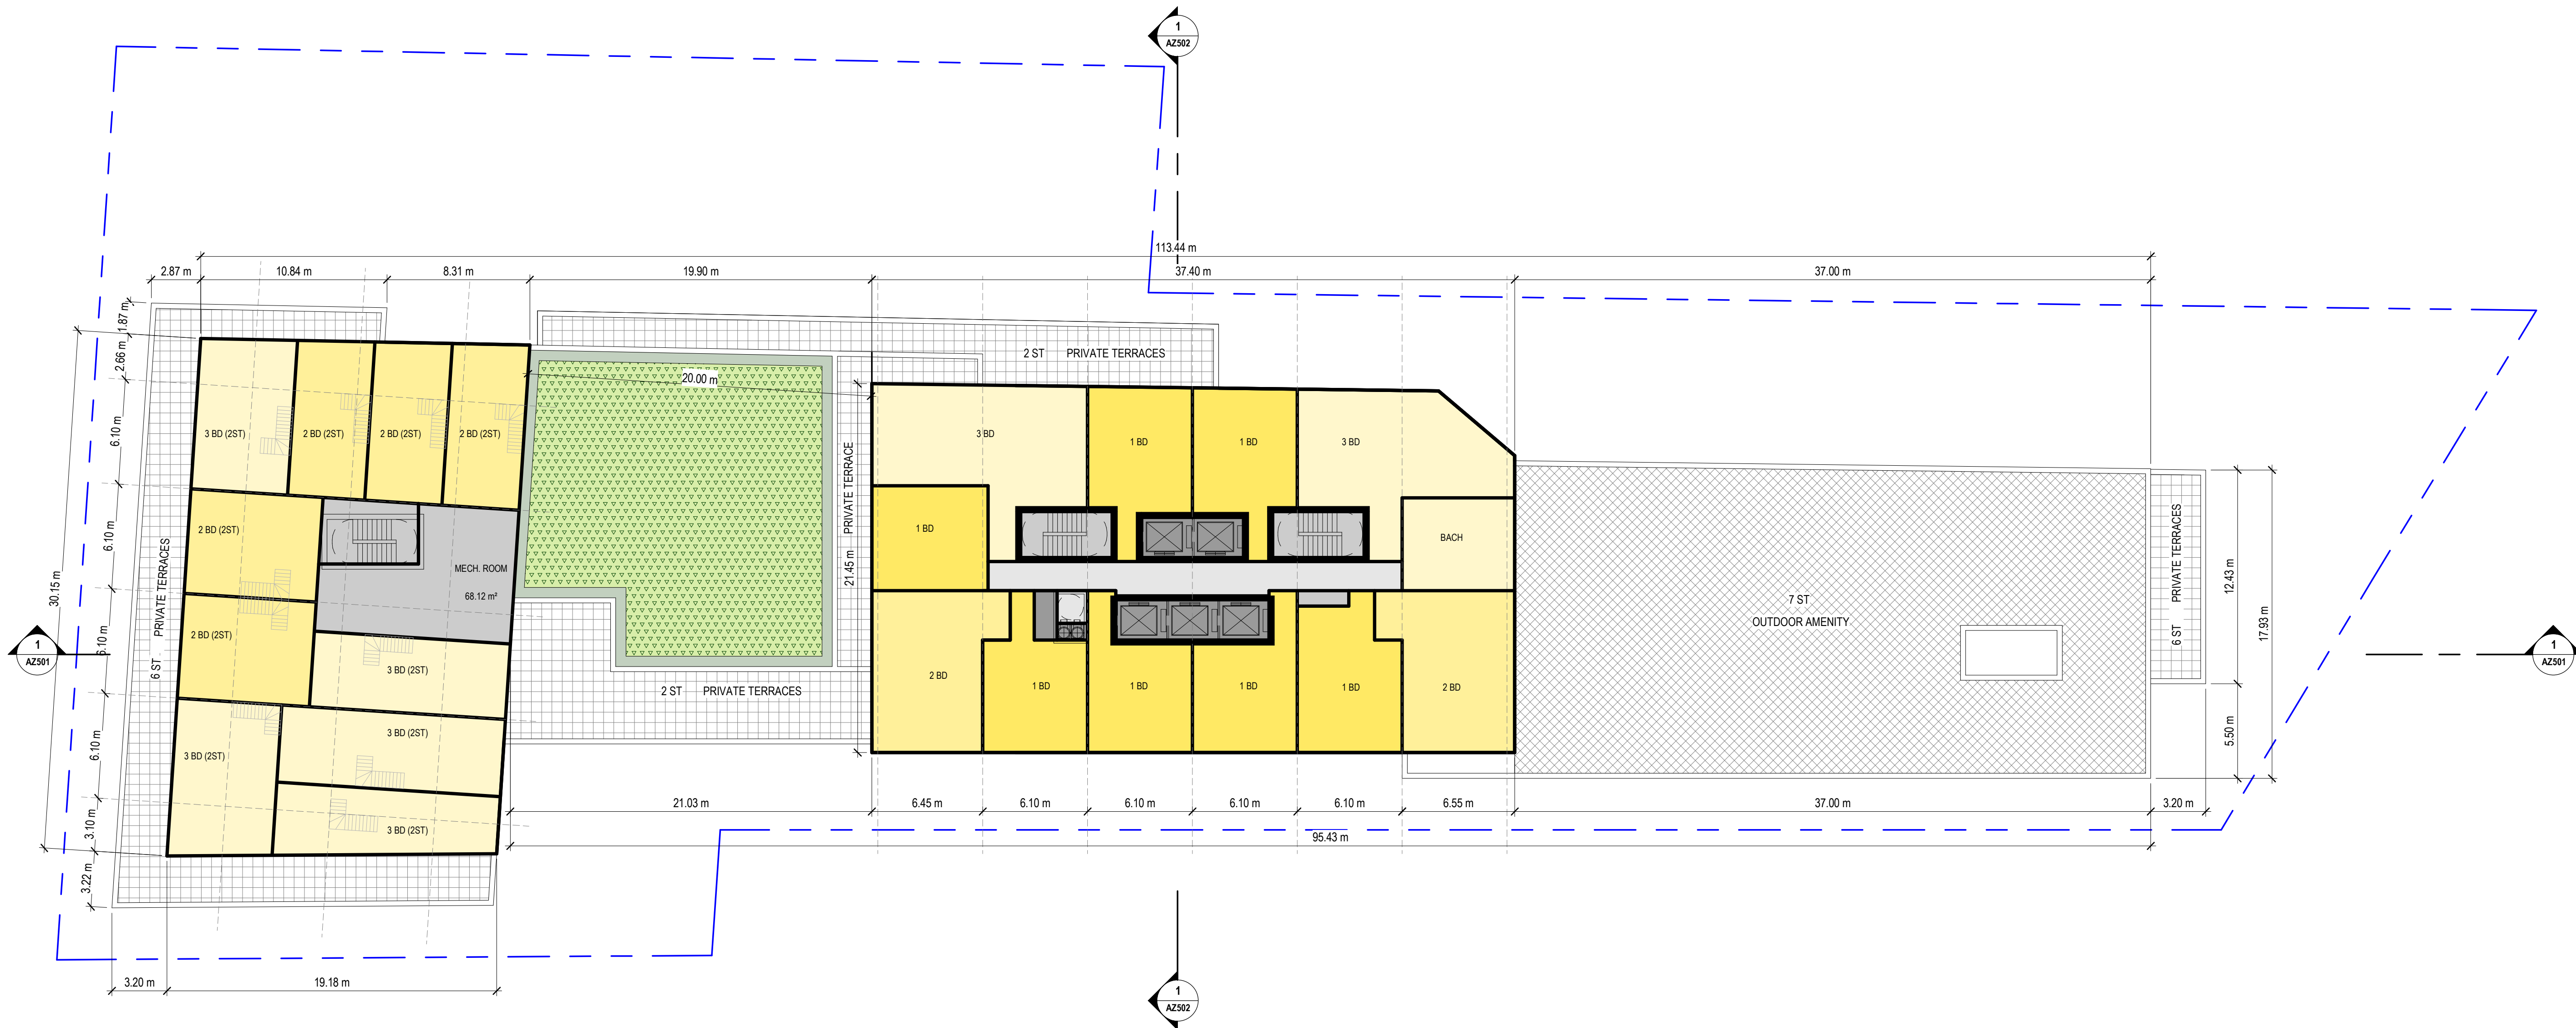 1
AZ502
113.44 m
2.87 m
10.84 m
8.31 m
19.90 m
37.40 m
37.00 m
1.87 m
2.66 m
6.10 m
6.10 m
6.10 m
6.10 m
3.10 m
3.22 m
30.15 m
2 ST PRIVATE TERRACES
20.00 m
3 BD (2ST)
2 BD (2ST)
2 BD (2ST)
2 BD (2ST)
3 BD
1 BD
1 BD
3 BD
2 BD (2ST)
1 BD
BACH
MECH. ROOM
68.12 m²
6 ST PRIVATE TERRACES
21.45 m
PRIVATE TERRACE
7 ST
OUTDOOR AMENITY
6 ST PRIVATE TERRACES
12.43 m
17.93 m
5.50 m
2 BD (2ST)
1
AZ501
1
AZ501
3 BD (2ST)
2 BD
1 BD
1 BD
1 BD
1 BD
2 BD
2 ST PRIVATE TERRACES
3 BD (2ST)
3 BD (2ST)
3 BD (2ST)
21.03 m
6.45 m
6.10 m
6.10 m
6.10 m
6.10 m
6.55 m
37.00 m
3.20 m
95.43 m
3.20 m
19.18 m
1
AZ502